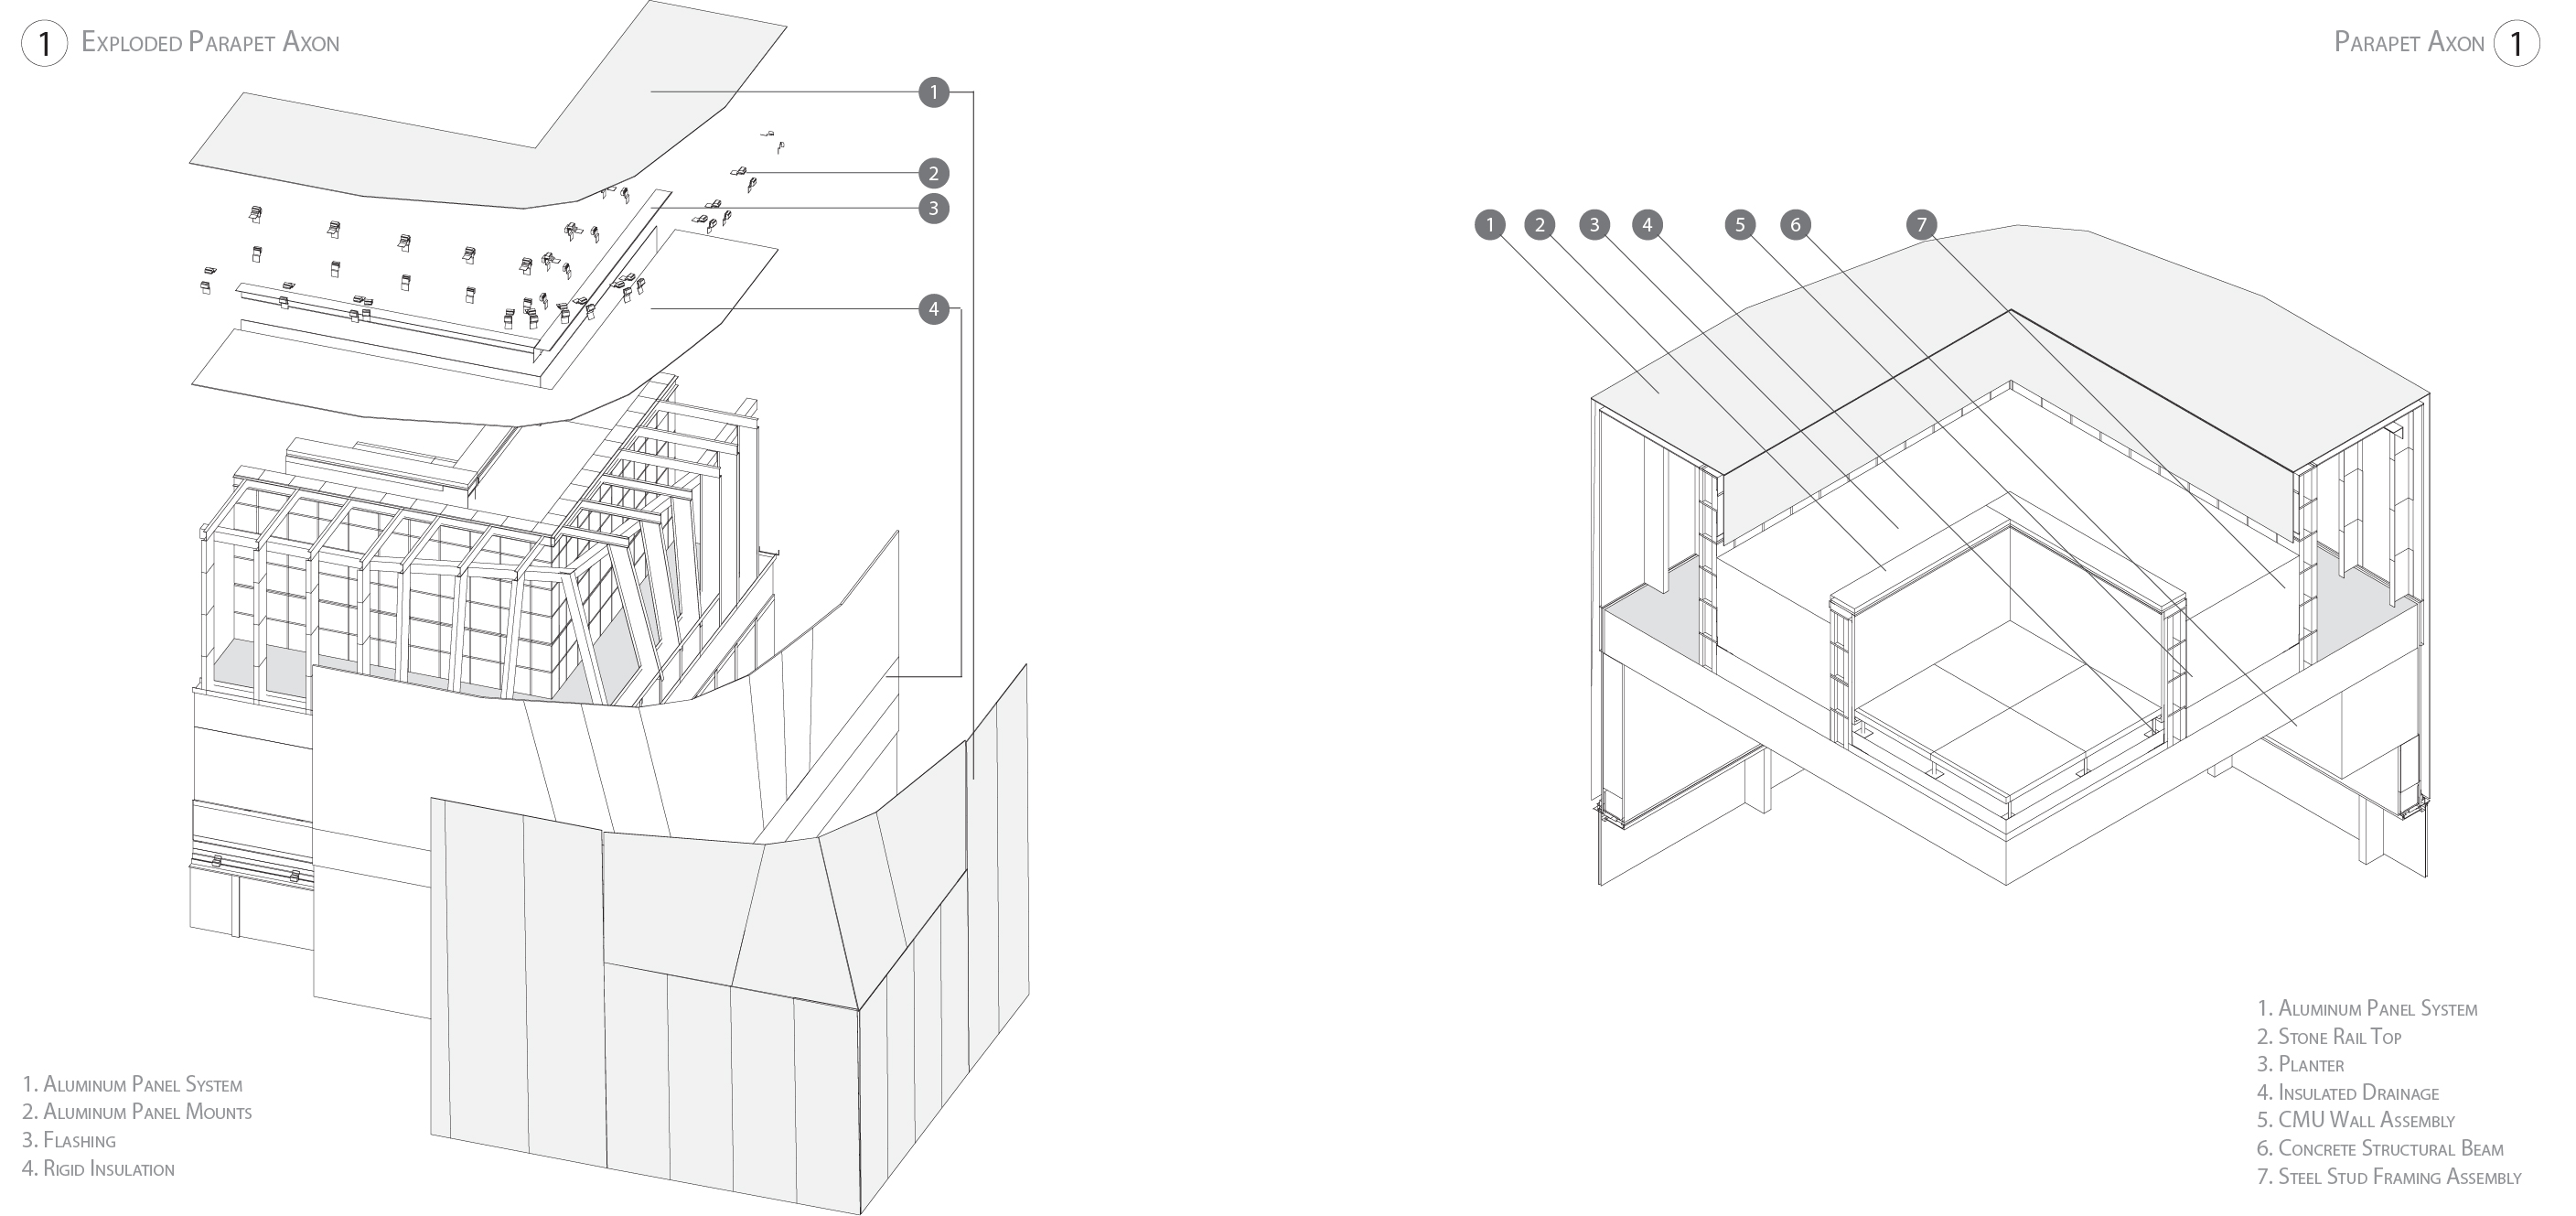 1 Exploded Parapet Axon
Parapet Axon 1
1
2
3
4
1 2 3 4 5 6 7
1. Aluminum Panel System
2. Aluminum Panel Mounts
3. Flashing
4. Rigid Insulation
1. Aluminum Panel System
2. Stone Rail Top
3. Planter
4. Insulated Drainage
5. CMU Wall Assembly
6. Concrete Structural Beam
7. Steel Stud Framing Assembly